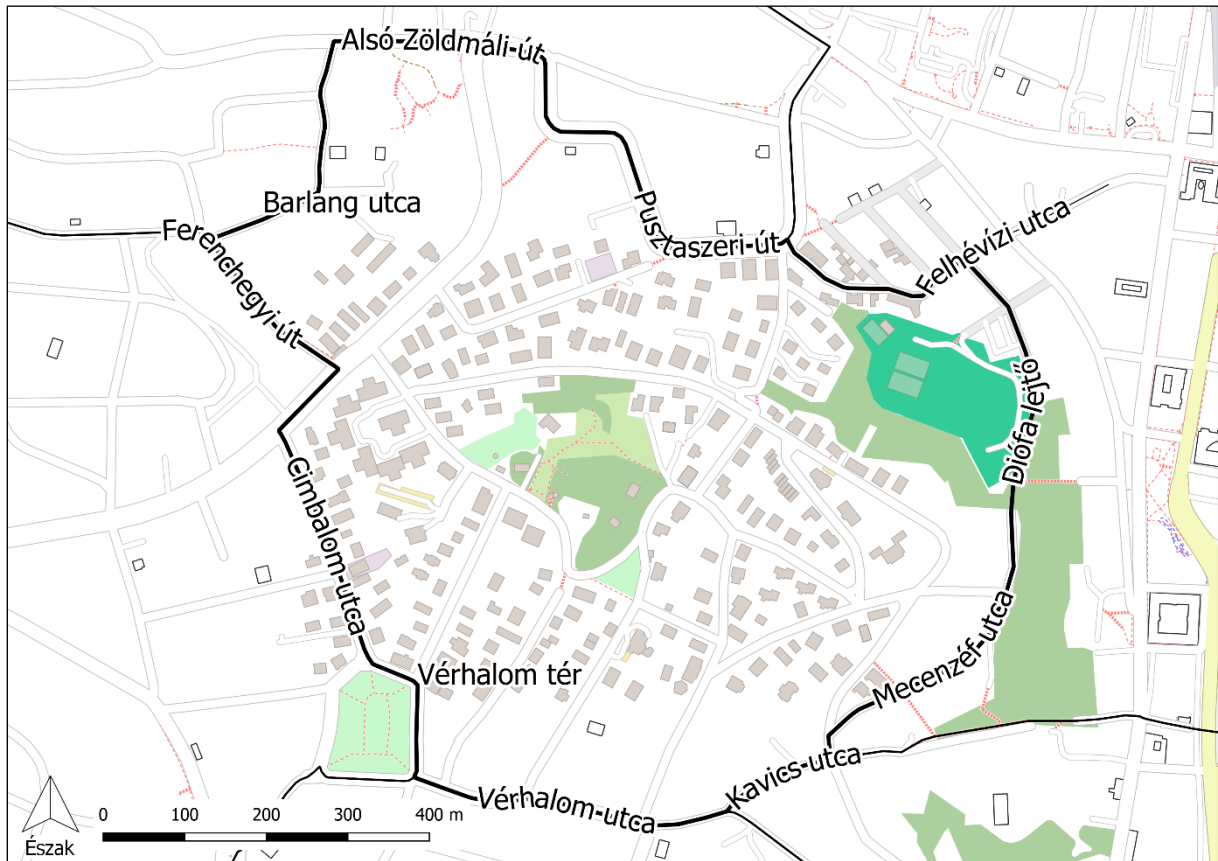 Alsó-Zöldmáli-út
Barlang utca
Ferenchegyi-út
Pusztaszeri-út
Felhévízi-utca
Diófa-lejtő
Cimbalom-utca
Mecenzéf-utca
Vérhalom tér
Kavics-utca
Vérhalom-utca
0 100 200 300 400 m
Észak